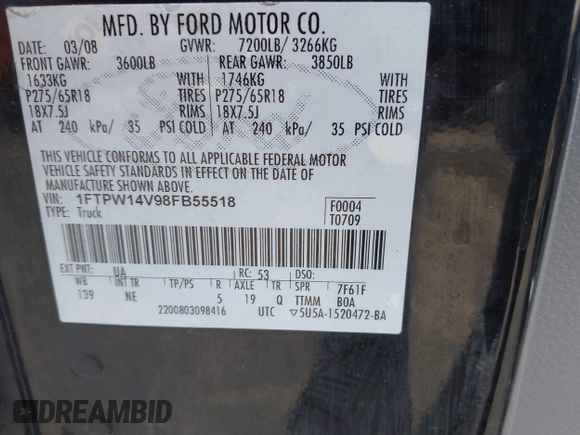 MFD. BY FORD MOTOR CO.
DATE: 03/08 GVWR: 7200LB/ 3266KG
FRONT GAWR: 3600LB REAR GAWR: 3850LB
1633KG WITH 1746KG WITH
P275/65R18 TIRES P275/65R18 TIRES
18X7.5J RIMS 18X7.5J RIMS
AT 240 kPa/ 35 PSI COLD AT 240 kPa/ 35 PSI COLD
THIS VEHICLE CONFORMS TO ALL APPLICABLE FEDERAL MOTOR
VEHICLE SAFETY STANDARDS IN EFFECT ON THE DATE OF
MANUFACTURE SHOWN ABOVE.
VIN: 1FTPW14V98FB55518 F0004
TYPE: Truck T0709
EXT PNT: UA RC: 53 DSO:
WB INT TR TP/PS R AXLE TR SPR 7F61F
139 NE 5 19 Q TTMM BOA
220C803098416 UTC ▽5U5A-1520472-BA
DREAMBID